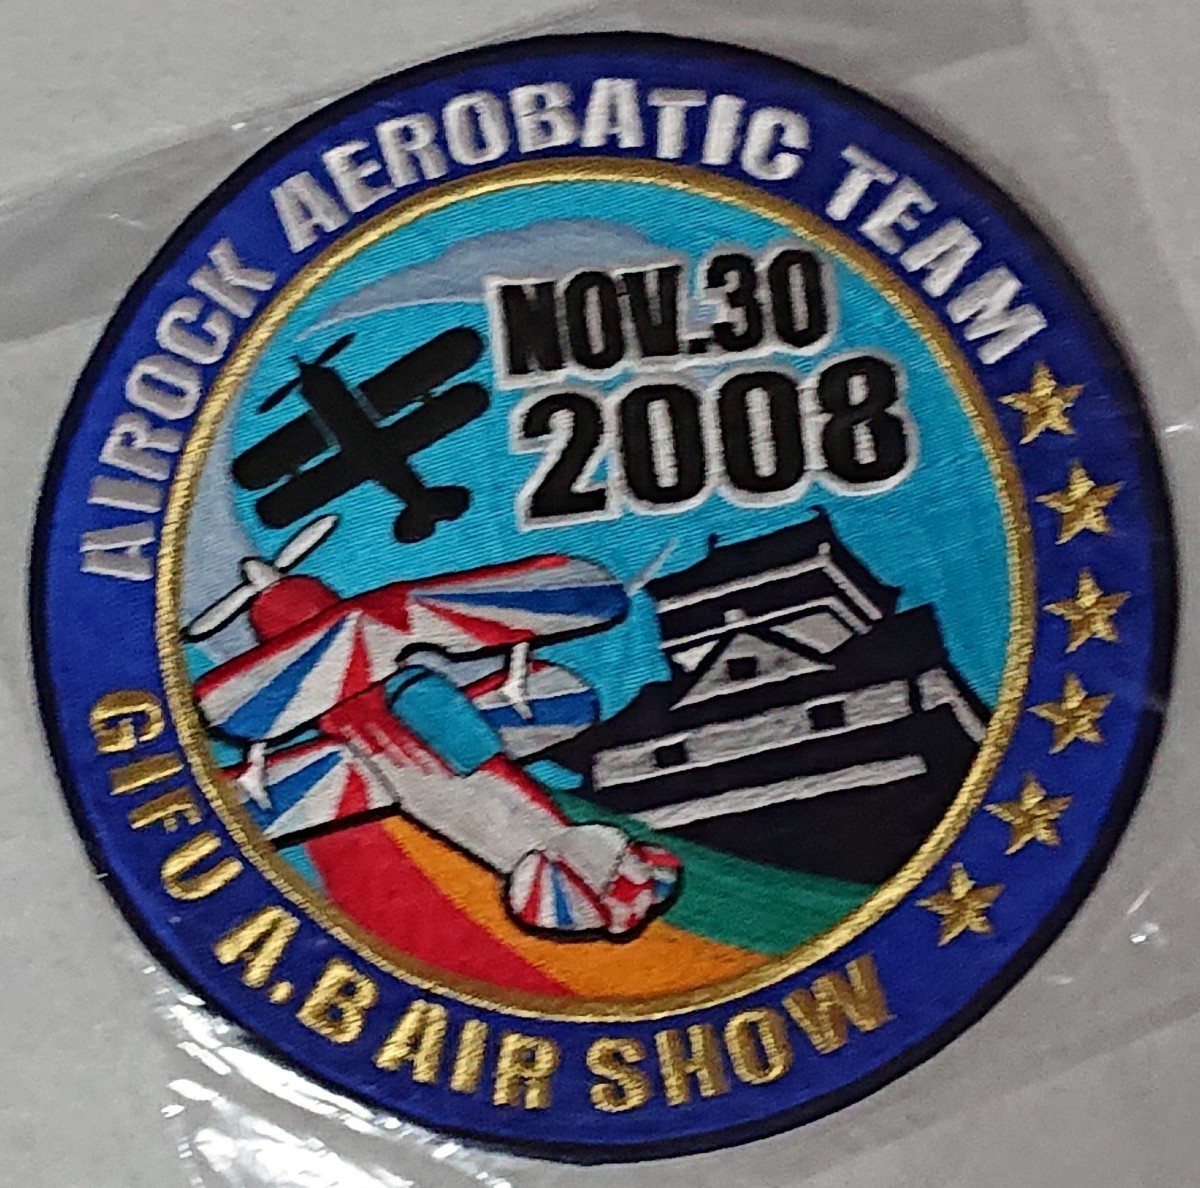 AIROCK AEROBATIC TEAM
NOV.30
2008
GIFU A.B AIR SHOW